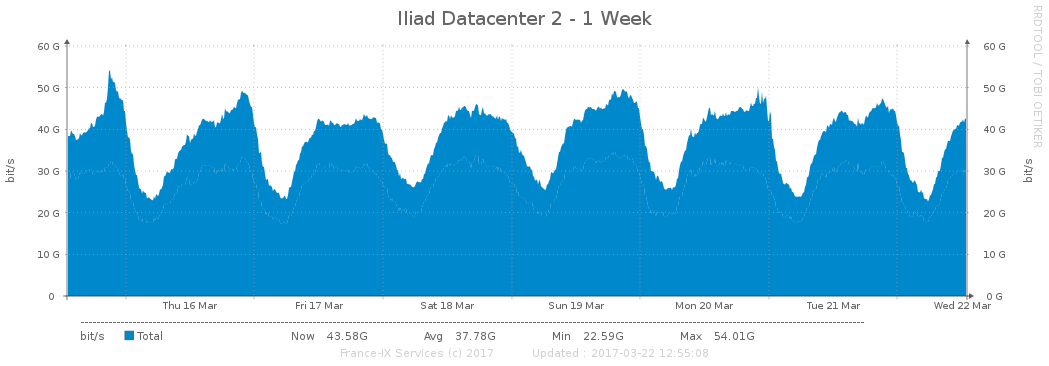 Iliad Datacenter 2 - 1 Week
RRDTOOL / TOBI OETIKER
60 G 60 G
50 G 50 G
40 G 40 G
30 G 30 G
20 G 20 G
10 G 10 G
0 0 G
bit/s
bit/s
Thu 16 Mar Fri 17 Mar Sat 18 Mar Sun 19 Mar Mon 20 Mar Tue 21 Mar Wed 22 Mar
bit/s Total Now 43.58G Avg 37.78G Min 22.59G Max 54.01G
France-IX Services (c) 2017 Updated : 2017-03-22 12:55:08